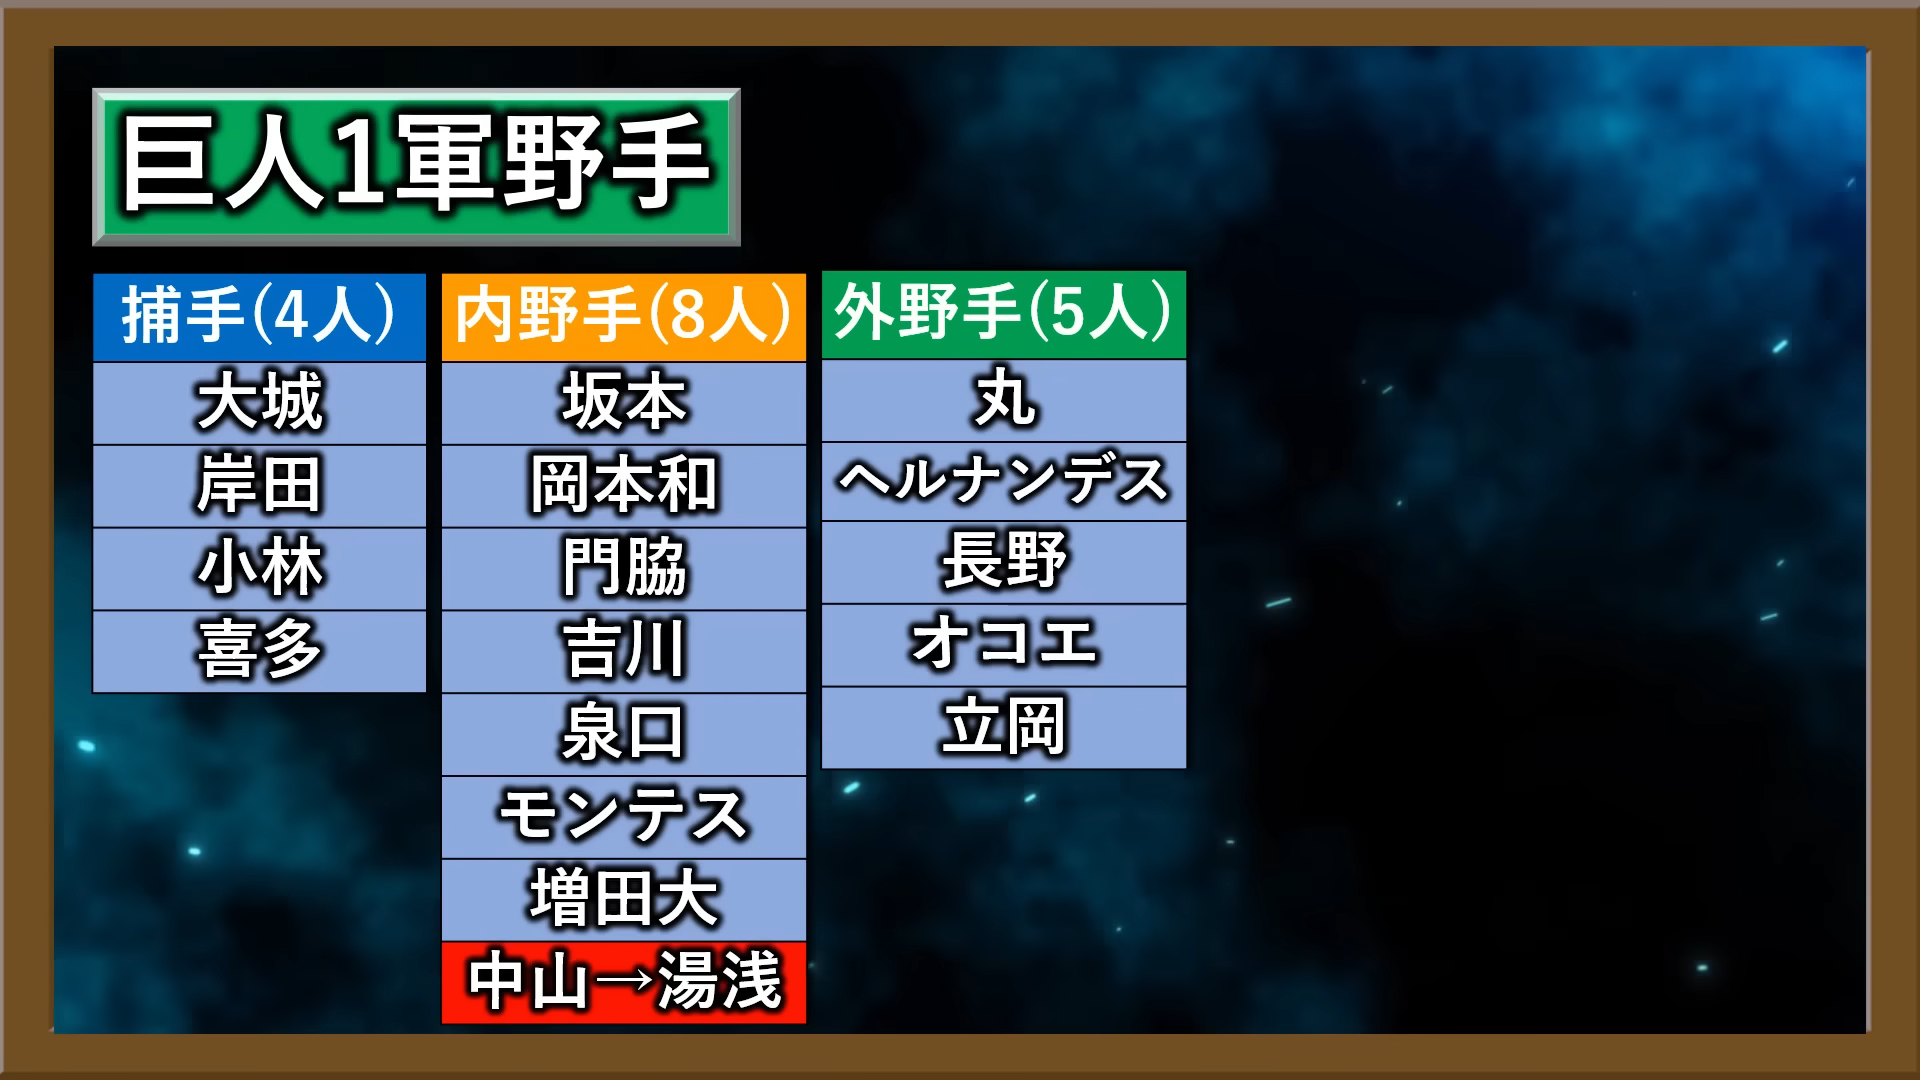 巨人1軍野手
捕手(4人)
大城
岸田
小林
喜多
内野手(8人)
坂本
岡本和
門脇
吉川
泉口
モンテス
増田大
中山→湯浅
外野手(5人)
丸
ヘルナンデス
長野
オコエ
立岡